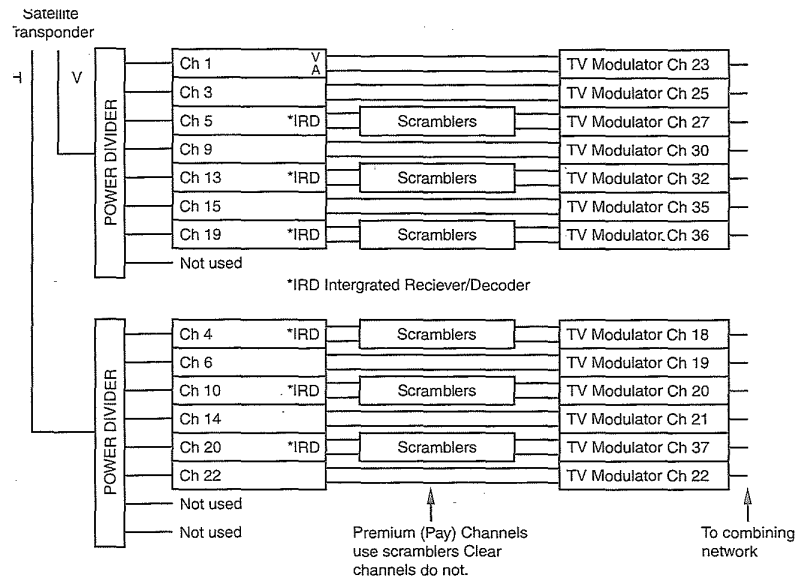 Satellite
Transponder
H
V
POWER DIVIDER
Ch 1
V
A
TV Modulator Ch 23
Ch 3
TV Modulator Ch 25
Ch 5 *IRD Scramblers TV Modulator Ch 27
Ch 9 TV Modulator Ch 30
Ch 13 *IRD Scramblers TV Modulator Ch 32
Ch 15 TV Modulator Ch 35
Ch 19 *IRD Scramblers TV Modulator Ch 36
Not used
*IRD Intergrated Reciever/Decoder
POWER DIVIDER
Ch 4 *IRD Scramblers TV Modulator Ch 18
Ch 6 TV Modulator Ch 19
Ch 10 *IRD Scramblers TV Modulator Ch 20
Ch 14 TV Modulator Ch 21
Ch 20 *IRD Scramblers TV Modulator Ch 37
Ch 22 TV Modulator Ch 22
Not used
Not used
Premium (Pay) Channels
use scramblers Clear
channels do not.
To combining
network